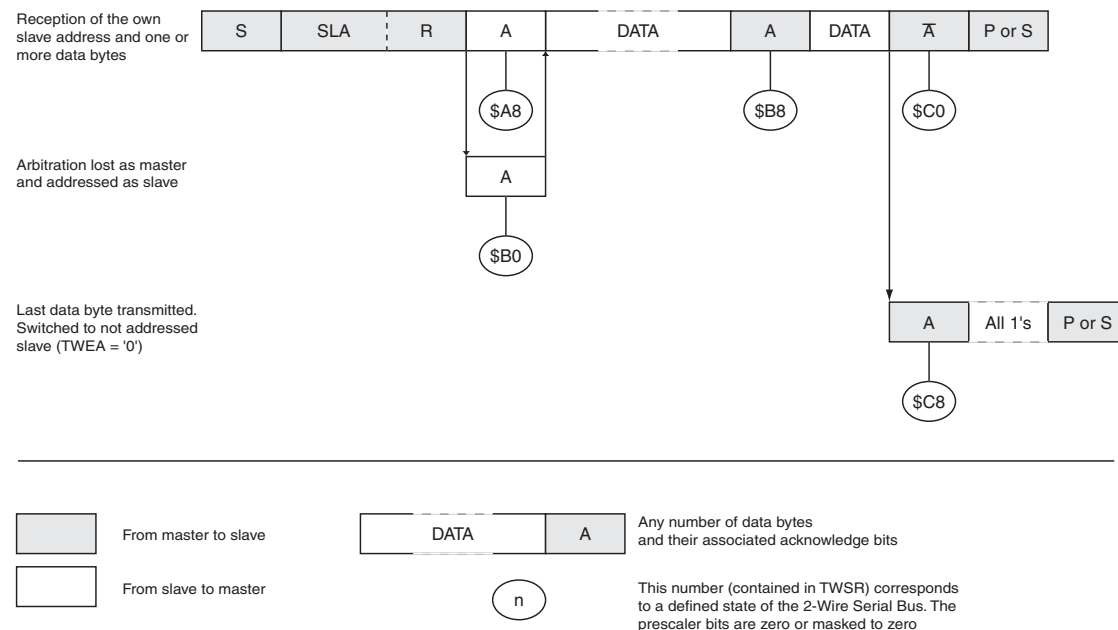 Reception of the own
slave address and one or
more data bytes
S SLA R A DATA A DATA A̅ P or S
$A8 $B8 $C0
Arbitration lost as master
and addressed as slave
A
$B0
Last data byte transmitted.
Switched to not addressed
slave (TWEA = '0')
A All 1's P or S
$C8
From master to slave
DATA A
Any number of data bytes
and their associated acknowledge bits
From slave to master
n
This number (contained in TWSR) corresponds
to a defined state of the 2-Wire Serial Bus. The
prescaler bits are zero or masked to zero